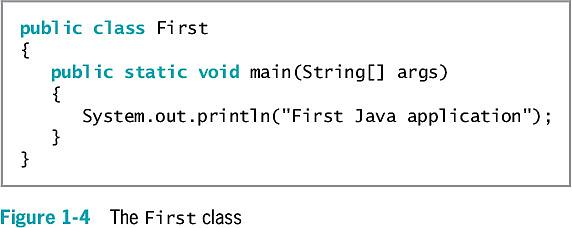 public class First
{
public static void main(String[] args)
{
System.out.println("First Java application");
}
}
Figure 1-4 The First class